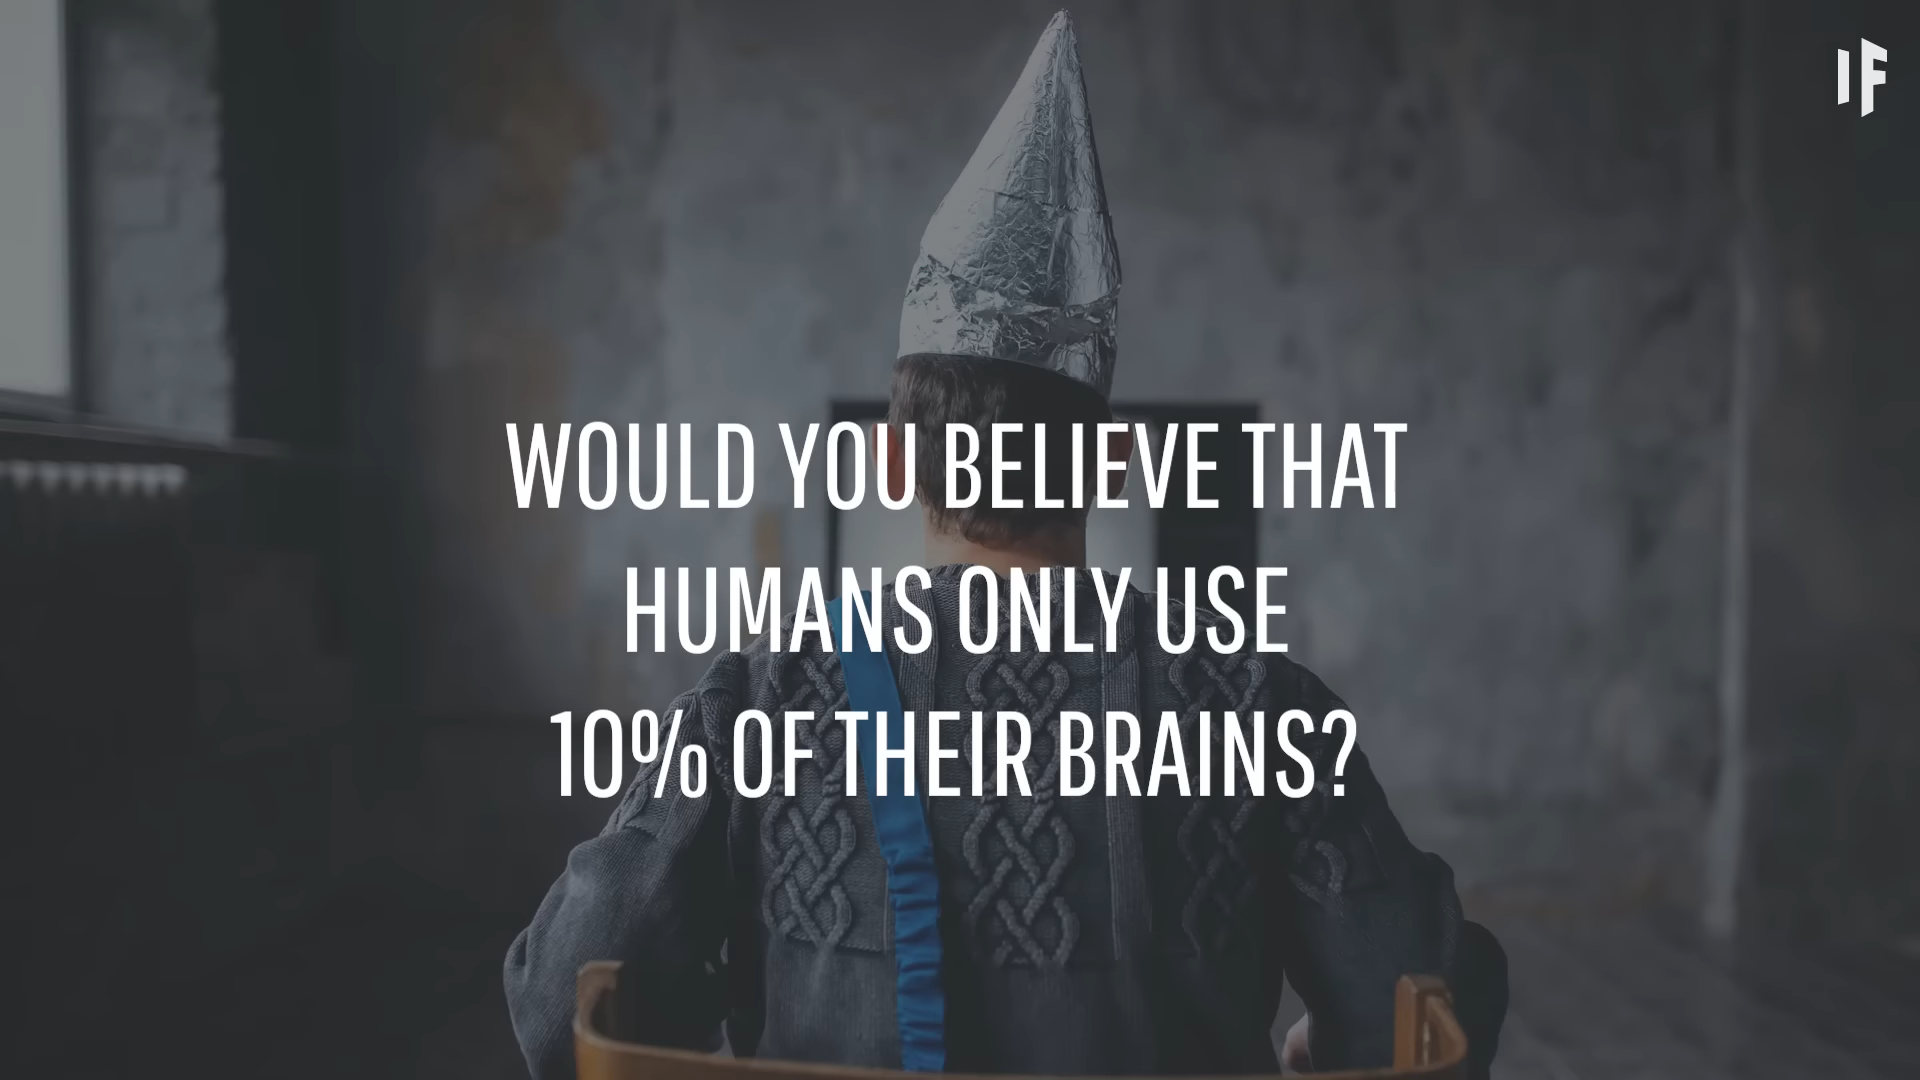 IF
WOULD YOU BELIEVE THAT
HUMANS ONLY USE
10% OF THEIR BRAINS?